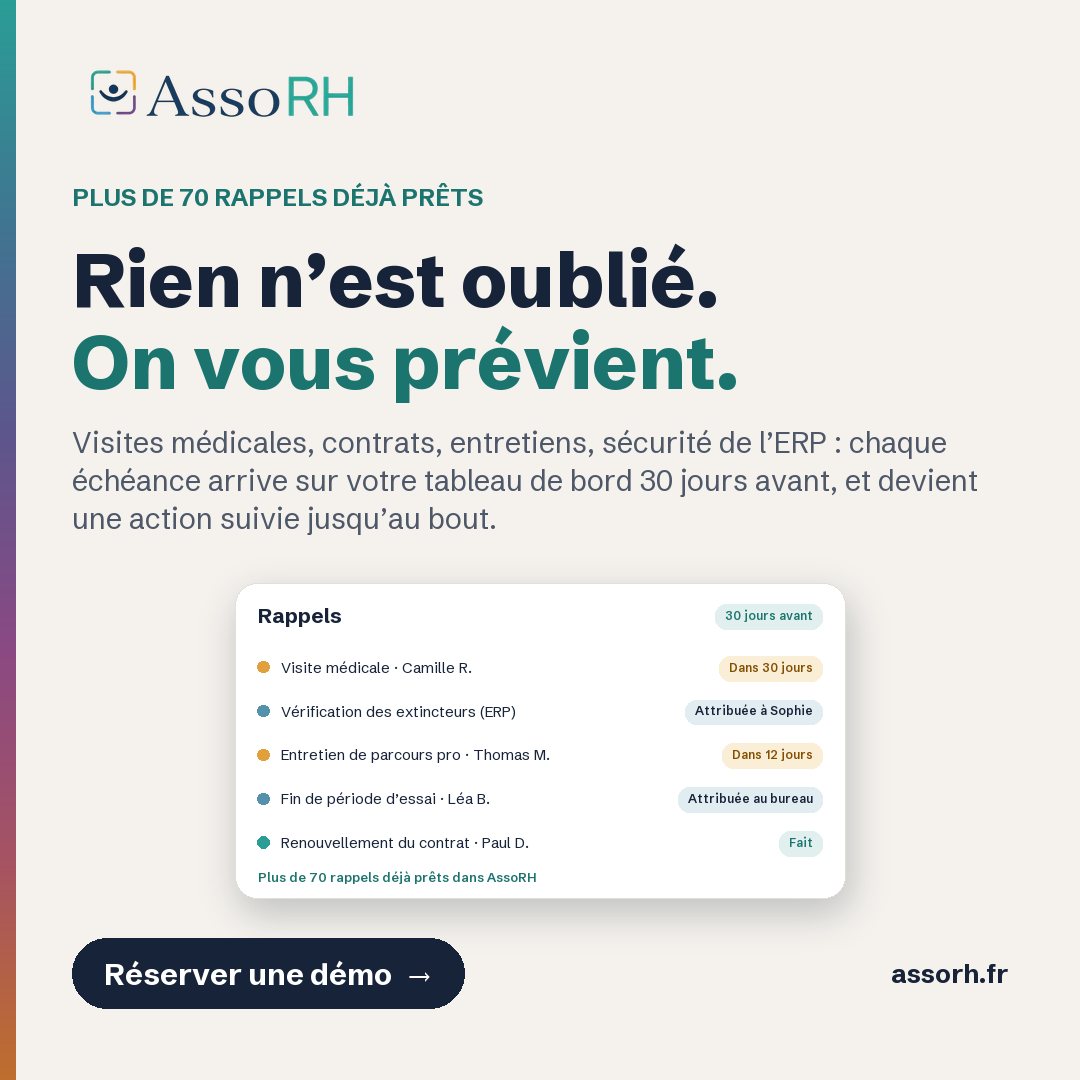 AssoRH
PLUS DE 70 RAPPELS DÉJÀ PRÊTS
Rien n’est oublié.
On vous prévient.
Visites médicales, contrats, entretiens, sécurité de l’ERP : chaque
échéance arrive sur votre tableau de bord 30 jours avant, et devient
une action suivie jusqu’au bout.
Rappels 30 jours avant
Visite médicale · Camille R. Dans 30 jours
Vérification des extincteurs (ERP) Attribuée à Sophie
Entretien de parcours pro · Thomas M. Dans 12 jours
Fin de période d’essai · Léa B. Attribuée au bureau
Renouvellement du contrat · Paul D. Fait
Plus de 70 rappels déjà prêts dans AssoRH
Réserver une démo → assorh.fr